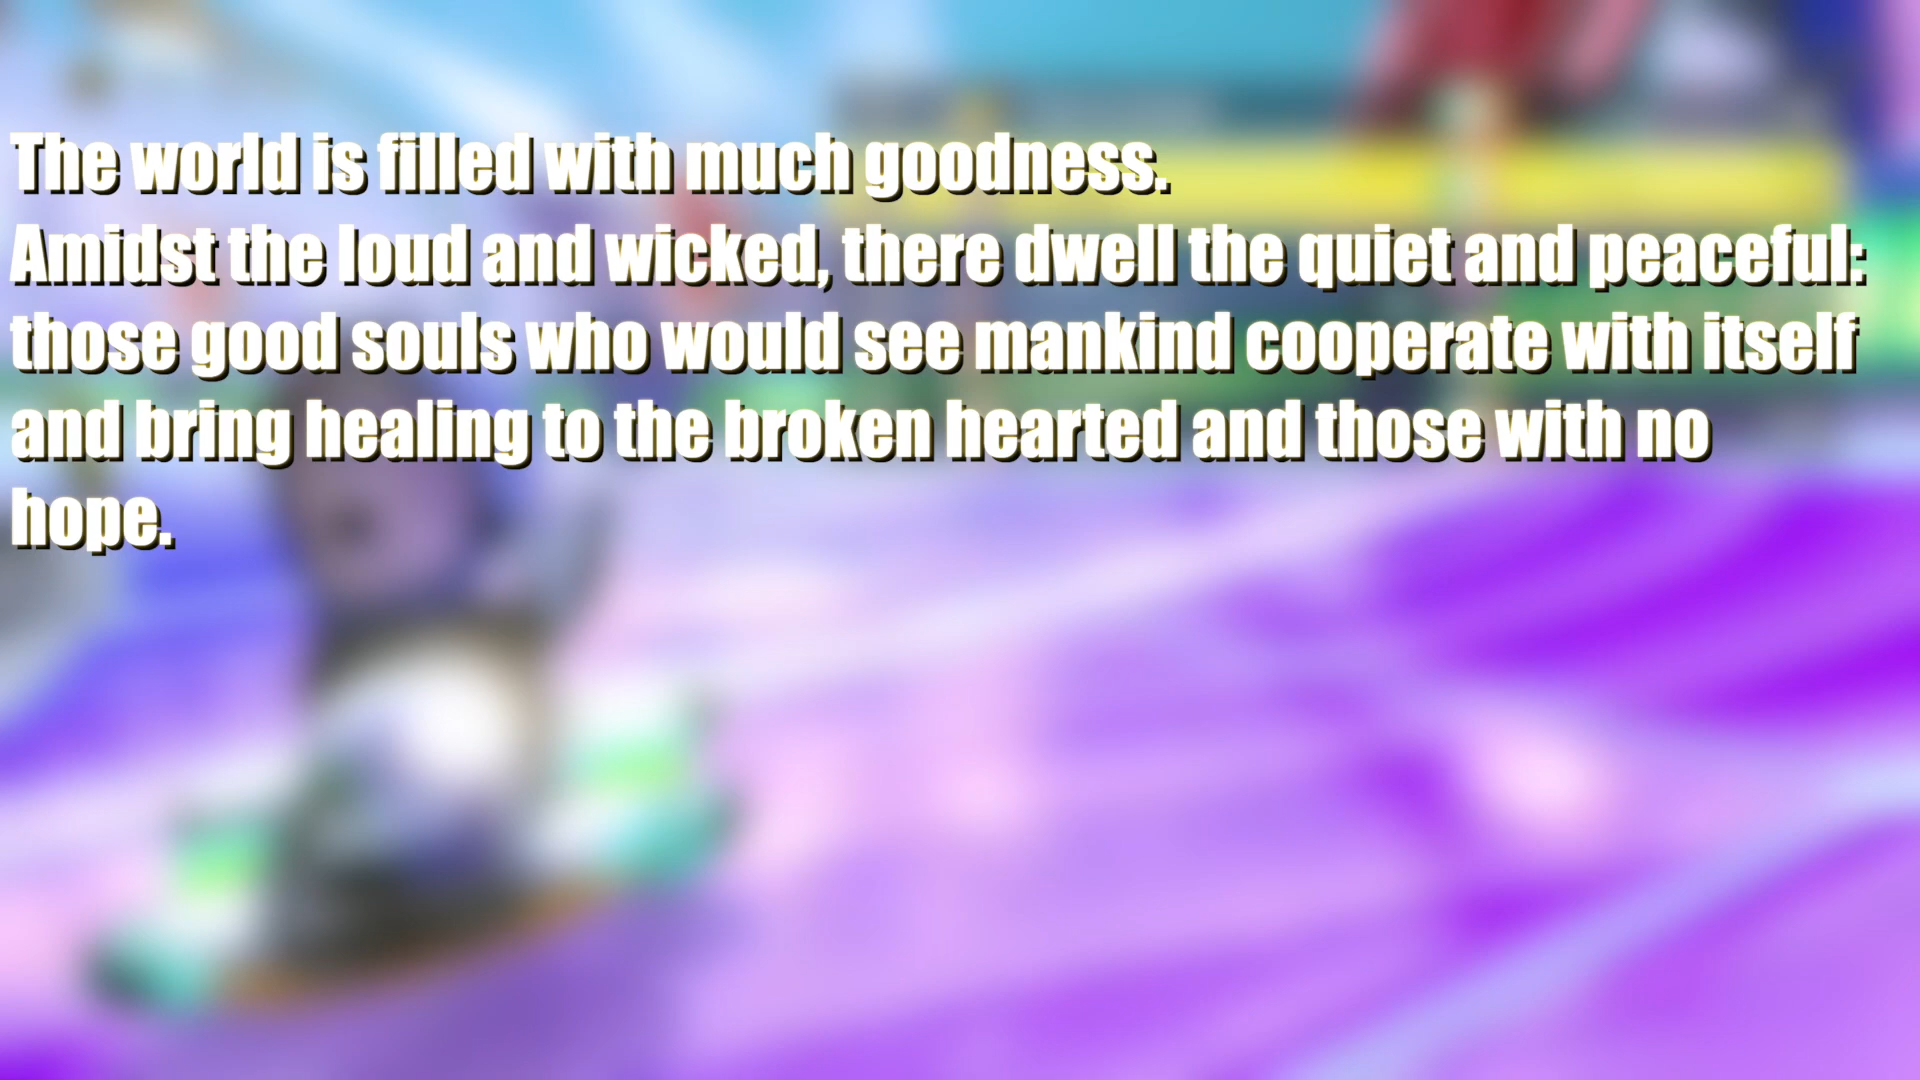 The world is filled with much goodness.
Amidst the loud and wicked, there dwell the quiet and peaceful:
those good souls who would see mankind cooperate with itself
and bring healing to the broken hearted and those with no
hope.